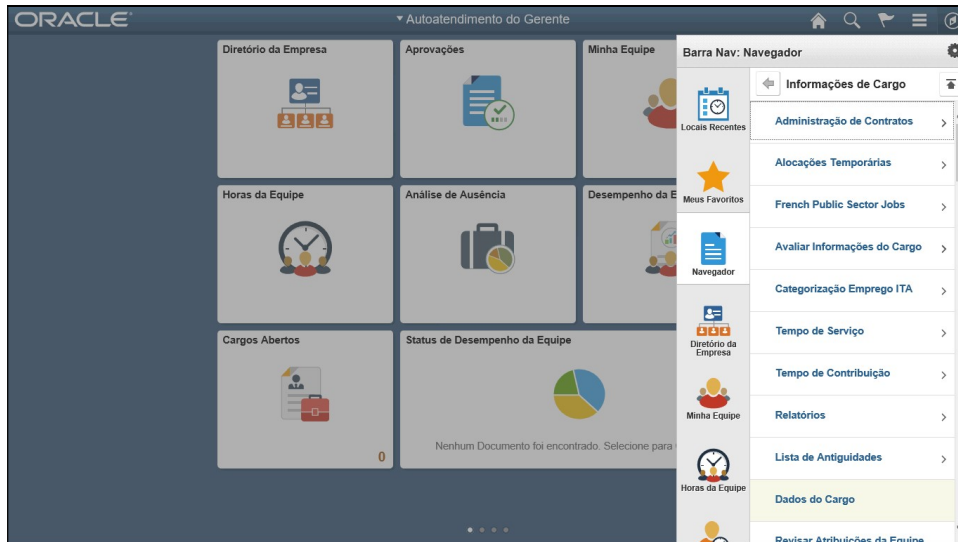 ORACLE
Autoatendimento do Gerente
Diretório da Empresa
Aprovações
Minha Equipe
Horas da Equipe
Análise de Ausência
Desempenho da E
Cargos Abertos
0
Status de Desempenho da Equipe
Nenhum Documento foi encontrado. Selecione para
Barra Nav: Navegador
Locais Recentes
Meus Favoritos
Navegador
Diretório da
Empresa
Minha Equipe
Horas da Equipe
Informações de Cargo
Administração de Contratos
Alocações Temporárias
French Public Sector Jobs
Avaliar Informações do Cargo
Categorização Emprego ITA
Tempo de Serviço
Tempo de Contribuição
Relatórios
Lista de Antiguidades
Dados do Cargo
Revisar Atribuições da Equipe